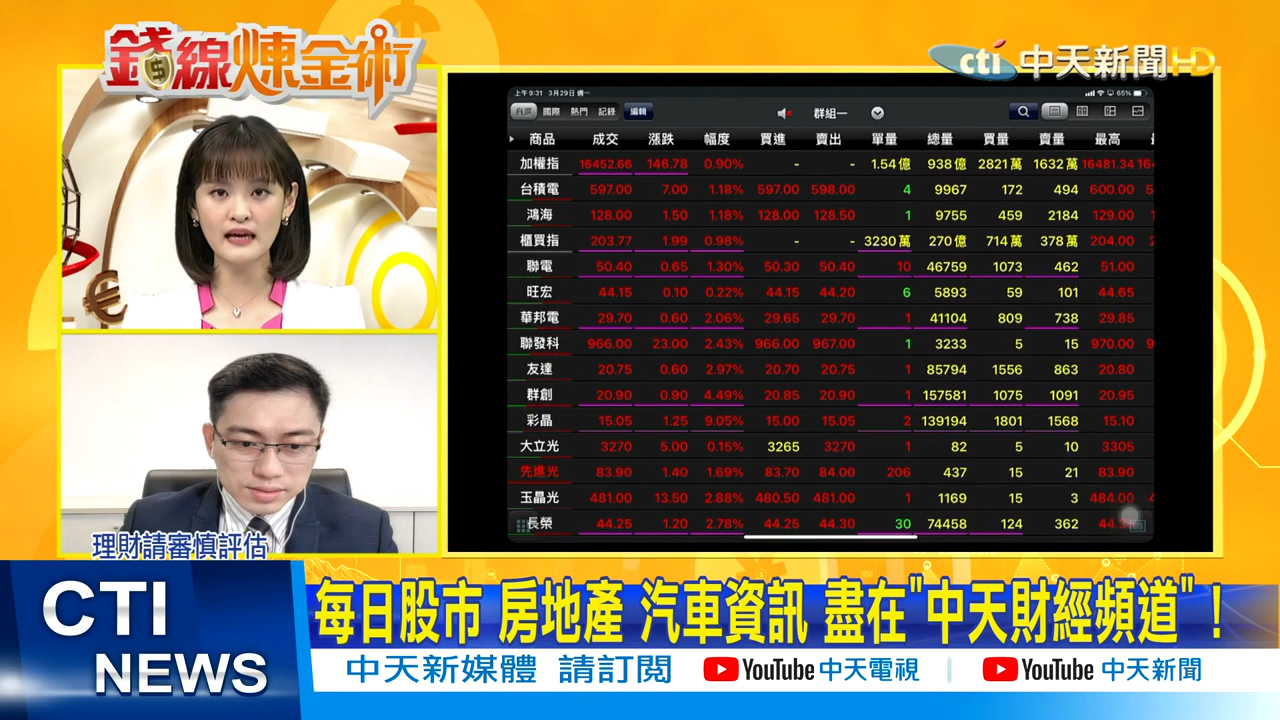 錢線煉金術
cti 中天新聞HD
上午9:31 3月29日 週一 65%
自選 國際 熱門 記錄 編輯 群組一
商品 成交 漲跌 幅度 買進 賣出 單量 總量 買量 賣量 最高
加權指 16452.66 146.78 0.90% - - 1.54億 938億 2821萬 1632萬 16481.34 16
台積電 597.00 7.00 1.18% 597.00 598.00 4 9967 172 494 600.00 5
鴻海 128.00 1.50 1.18% 128.00 128.50 1 9755 459 2184 129.00 1
櫃買指 203.77 1.99 0.98% - - 3230萬 270億 714萬 378萬 204.00 2
聯電 50.40 0.65 1.30% 50.30 50.40 10 46759 1073 462 51.00
旺宏 44.15 0.10 0.22% 44.15 44.20 6 5893 59 101 44.65
華邦電 29.70 0.60 2.06% 29.65 29.70 1 41104 809 738 29.85
聯發科 966.00 23.00 2.43% 966.00 967.00 1 3233 5 15 970.00 9
友達 20.75 0.60 2.97% 20.70 20.75 1 85794 1556 863 20.80
群創 20.90 0.90 4.49% 20.85 20.90 1 157581 1075 1091 20.95
彩晶 15.05 1.25 9.05% 15.00 15.05 2 139194 1801 1568 15.10
大立光 3270 5.00 0.15% 3265 3270 1 82 5 10 3305
先進光 83.90 1.40 1.69% 83.70 84.00 206 437 15 21 83.90
玉晶光 481.00 13.50 2.88% 480.50 481.00 1 1169 15 3 484.00
長榮 44.25 1.20 2.78% 44.25 44.30 30 74458 124 362
理財請審慎評估
CTI NEWS
每日股市 房地產 汽車資訊 盡在"中天財經頻道"！
中天新媒體 請訂閱 YouTube 中天電視 YouTube 中天新聞